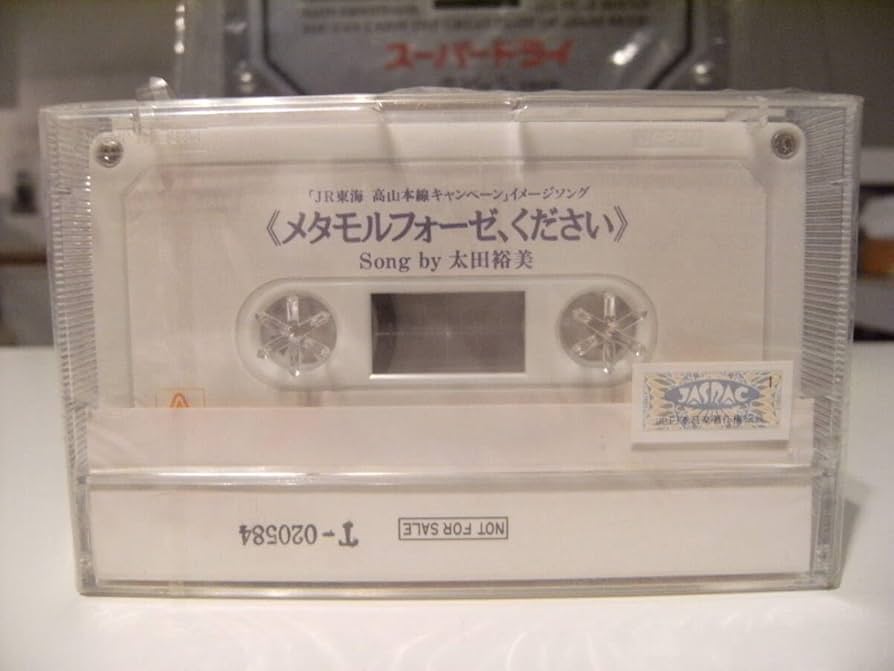 スーパードライ
「JR東海 高山本線キャンペーン」イメージソング
《メタモルフォーゼ、ください》
Song by 太田裕美
A
JASRAC
NOT FOR SALE
T-020584